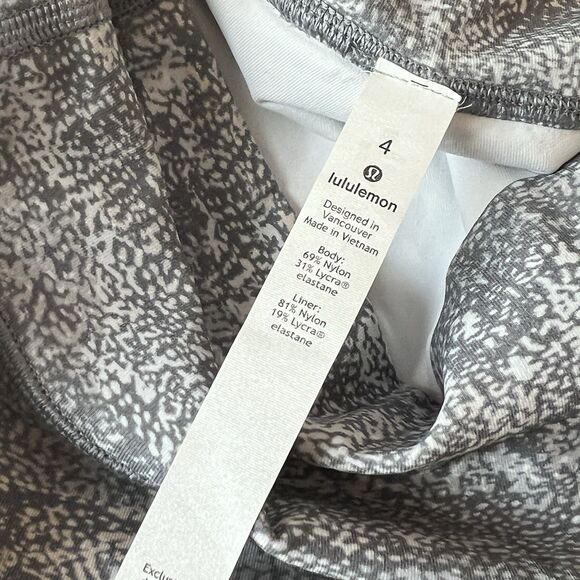 4
lululemon
Designed in
Vancouver
Made in Vietnam
Body:
69% Nylon
31% Lycra®
elastane
Liner:
81% Nylon
19% Lycra®
elastane